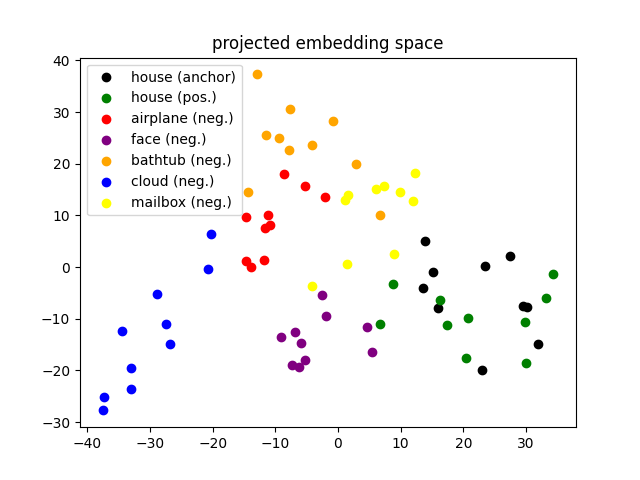 projected embedding space
house (anchor)
house (pos.)
airplane (neg.)
face (neg.)
bathtub (neg.)
cloud (neg.)
mailbox (neg.)
40
30
20
10
0
−10
−20
−30
−40 −30 −20 −10 0 10 20 30